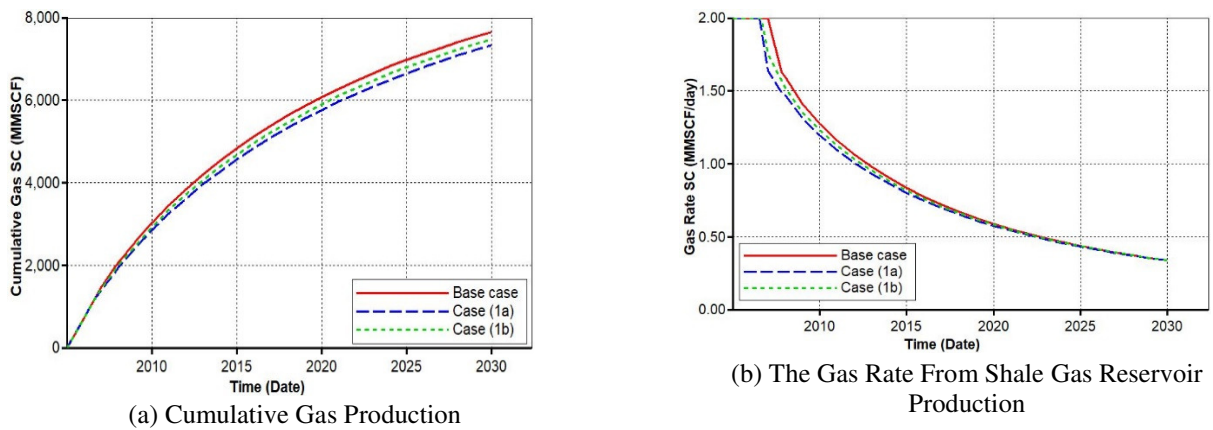 8,000
6,000
4,000
2,000
0
Cumulative Gas SC (MMSCF)
2010 2015 2020 2025 2030
Time (Date)
Base case
Case (1a)
Case (1b)
(a) Cumulative Gas Production
2.00
1.50
1.00
0.50
0.00
Gas Rate SC (MMSCF/day)
2010 2015 2020 2025 2030
Time (Date)
Base case
Case (1a)
Case (1b)
(b) The Gas Rate From Shale Gas Reservoir
Production